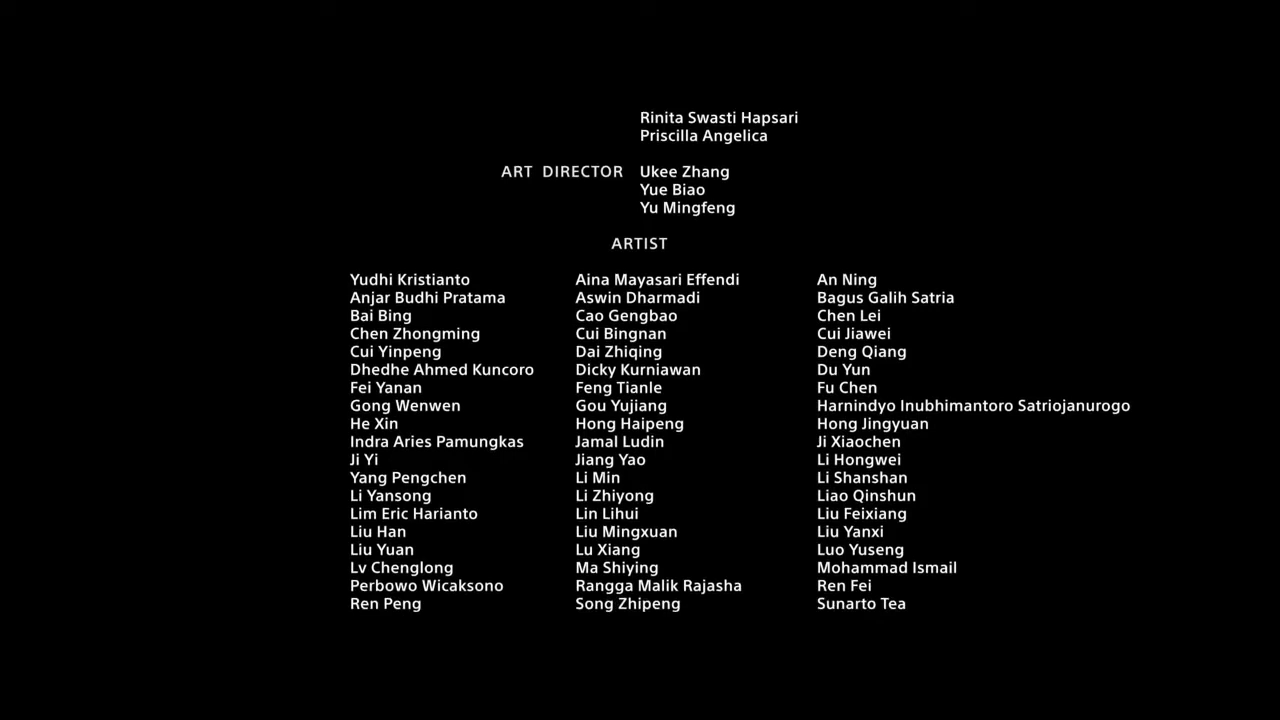 Rinita Swasti Hapsari
Priscilla Angelica
ART DIRECTOR Ukee Zhang
Yue Biao
Yu Mingfeng
ARTIST
Yudhi Kristianto Aina Mayasari Effendi An Ning
Anjar Budhi Pratama Aswin Dharmadi Bagus Galih Satria
Bai Bing Cao Gengbao Chen Lei
Chen Zhongming Cui Bingnan Cui Jiawei
Cui Yinpeng Dai Zhiqing Deng Qiang
Dhedhe Ahmed Kuncoro Dicky Kurniawan Du Yun
Fei Yanan Feng Tianle Fu Chen
Gong Wenwen Gou Yujiang Harnindyo Inubhimantoro Satriojanurogo
He Xin Hong Haipeng Hong Jingyuan
Indra Aries Pamungkas Jamal Ludin Ji Xiaochen
Ji Yi Jiang Yao Li Hongwei
Yang Pengchen Li Min Li Shanshan
Li Yansong Li Zhiyong Liao Qinshun
Lim Eric Harianto Lin Lihui Liu Feixiang
Liu Han Liu Mingxuan Liu Yanxi
Liu Yuan Lu Xiang Luo Yuseng
Lv Chenglong Ma Shiying Mohammad Ismail
Perbowo Wicaksono Rangga Malik Rajasha Ren Fei
Ren Peng Song Zhipeng Sunarto Tea